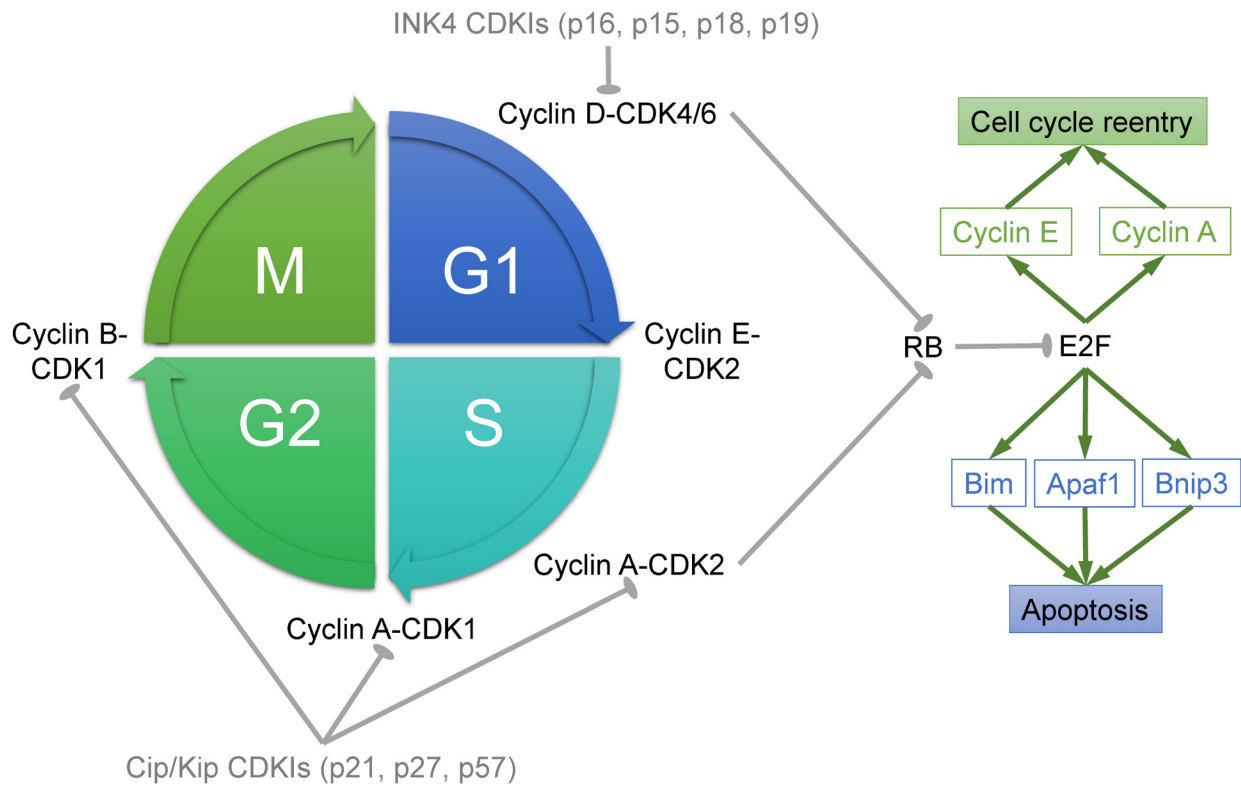 INK4 CDKIs (p16, p15, p18, p19)
Cyclin D-CDK4/6
Cell cycle reentry
Cyclin E
Cyclin A
M
G1
Cyclin B-
CDK1
Cyclin E-
CDK2
RB
E2F
G2
S
Bim
Apaf1
Bnip3
Cyclin A-CDK2
Apoptosis
Cyclin A-CDK1
Cip/Kip CDKIs (p21, p27, p57)